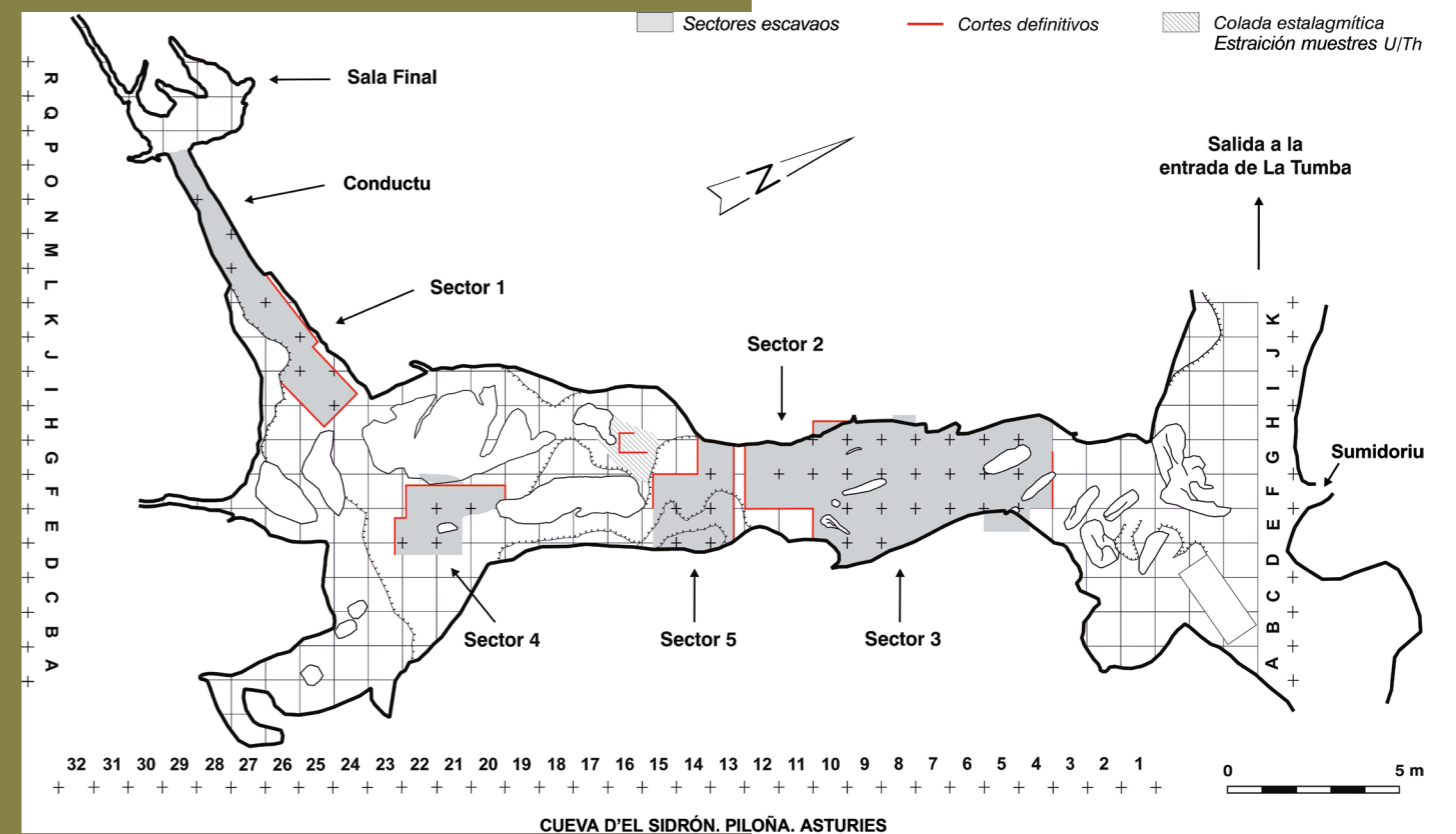 Sectores escavaos
Cortes definitivos
Colada estalagmítica
Estraición muestres U/Th
Sala Final
Conductu
Sector 1
Sector 2
Salida a la
entrada de La Tumba
Sumidoriu
Sector 4
Sector 5
Sector 3
N
R
Q
P
O
N
M
L
K
J
I
H
G
F
E
D
C
B
A
K
J
I
H
G
F
E
D
C
B
A
32 31 30 29 28 27 26 25 24 23 22 21 20 19 18 17 16 15 14 13 12 11 10 9 8 7 6 5 4 3 2 1
0 5 m
CUEVA D'EL SIDRÓN. PILOÑA. ASTURIES